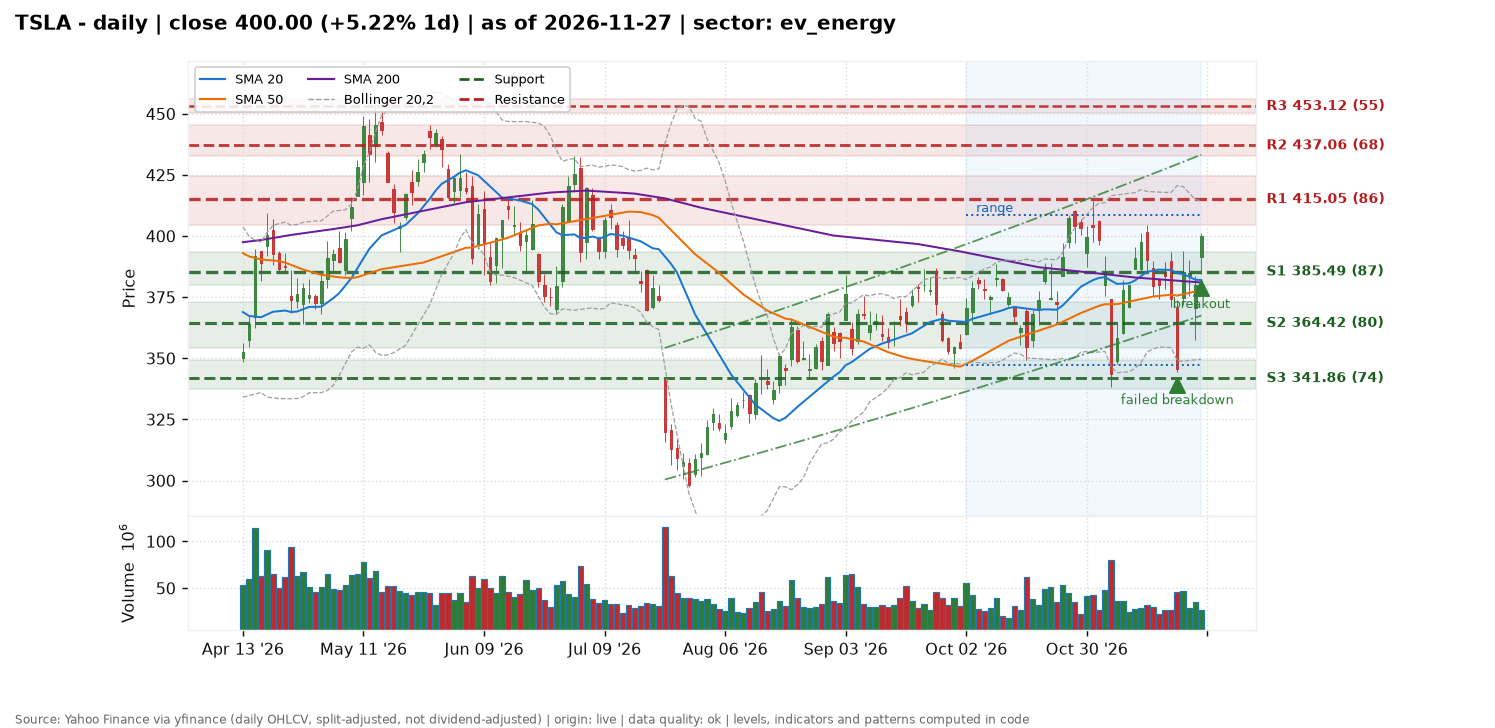 TSLA - daily | close 400.00 (+5.22% 1d) | as of 2026-11-27 | sector: ev_energy
SMA 20
SMA 50
SMA 200
Bollinger 20,2
Support
Resistance
Price
450
425
400
375
350
325
300
R3 453.12 (55)
R2 437.06 (68)
R1 415.05 (86)
S1 385.49 (87)
S2 364.42 (80)
S3 341.86 (74)
range
breakout
failed breakdown
Volume 10⁶
100
50
Apr 13 '26
May 11 '26
Jun 09 '26
Jul 09 '26
Aug 06 '26
Sep 03 '26
Oct 02 '26
Oct 30 '26
Source: Yahoo Finance via yfinance (daily OHLCV, split-adjusted, not dividend-adjusted) | origin: live | data quality: ok | levels, indicators and patterns computed in code